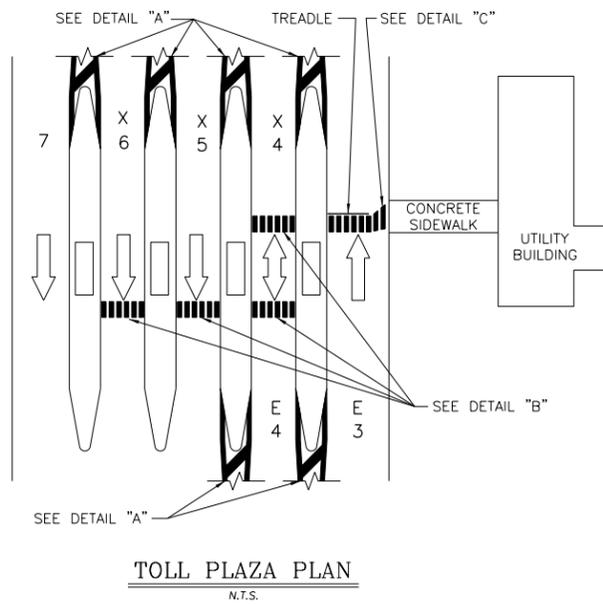 SEE DETAIL "A"
TREADLE
SEE DETAIL "C"
7
X
6
X
5
X
4
CONCRETE
SIDEWALK
UTILITY
BUILDING
E
4
E
3
SEE DETAIL "B"
SEE DETAIL "A"
TOLL PLAZA PLAN
N.T.S.